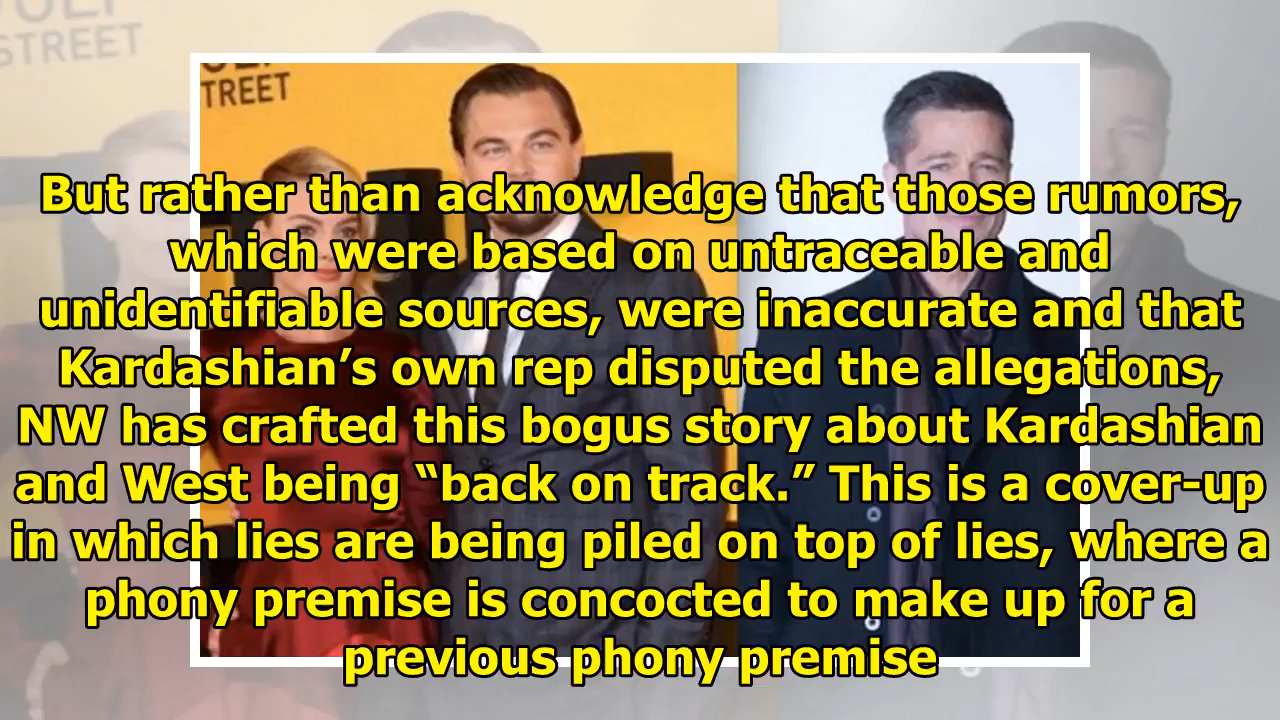 STREET
STREET
But rather than acknowledge that those rumors,
which were based on untraceable and
unidentifiable sources, were inaccurate and that
Kardashian’s own rep disputed the allegations,
NW has crafted this bogus story about Kardashian
and West being “back on track.” This is a cover-up
in which lies are being piled on top of lies, where a
phony premise is concocted to make up for a
previous phony premise